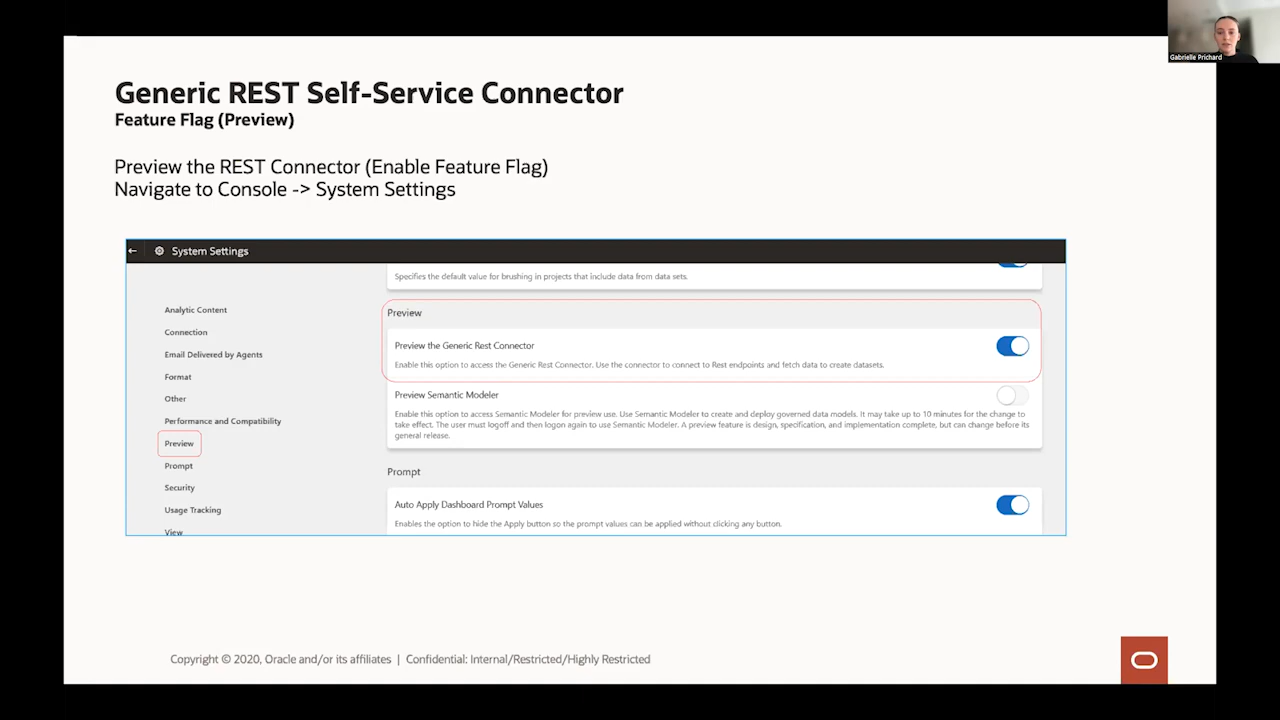 Gabrielle Prichard
Generic REST Self-Service Connector
Feature Flag (Preview)
Preview the REST Connector (Enable Feature Flag)
Navigate to Console -> System Settings
System Settings
Analytic Content
Connection
Email Delivered by Agents
Format
Other
Performance and Compatibility
Preview
Prompt
Security
Usage Tracking
View
Specifies the default value for brushing in projects that include data from data sets.
Preview
Preview the Generic Rest Connector
Enable this option to access the Generic Rest Connector. Use the connector to connect to Rest endpoints and fetch data to create datasets.
Preview Semantic Modeler
Enable this option to access Semantic Modeler for preview use. Use Semantic Modeler to create and deploy governed data models. It may take up to 10 minutes for the change to
take effect. The user must logoff and then logon again to use Semantic Modeler. A preview feature is design, specification, and implementation complete, but can change before its
general release.
Prompt
Auto Apply Dashboard Prompt Values
Enables the option to hide the Apply button so the prompt values can be applied without clicking any button.
Copyright © 2020, Oracle and/or its affiliates | Confidential: Internal/Restricted/Highly Restricted